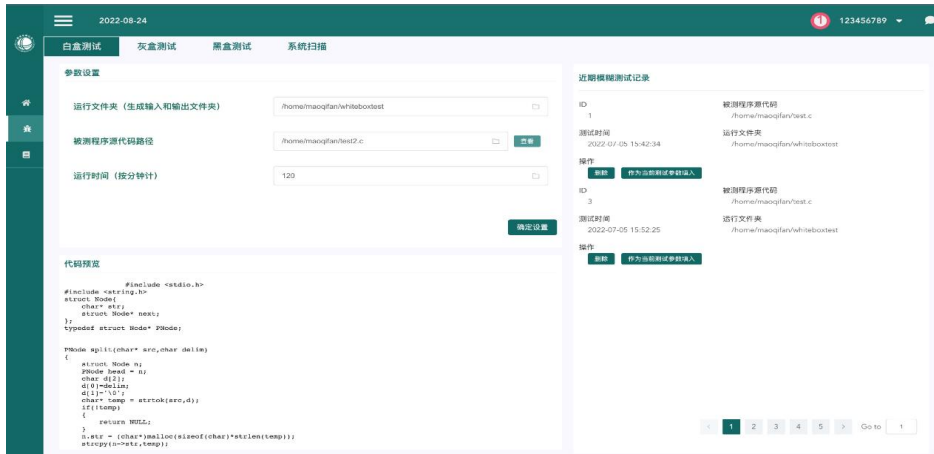 2022-08-24
1
123456789
白盒测试 灰盒测试 黑盒测试 系统扫描
参数设置
运行文件夹（生成输入和输出文件夹）
/home/maoqifan/whiteboxtest
被测程序源代码路径
/home/maoqifan/test2.c
查看
运行时间（按分钟计）
120
确定设置
代码预览
#include <stdio.h>
#include <string.h>
struct Node{
char* str;
struct Node* next;
};
typedef struct Node* PNode;
PNode split(char* src,char delim)
{
struct Node n;
PNode head = n;
char d[2];
d[0]=delim;
d[1]='\0';
char* temp = strtok(src,d);
if(!temp)
{
return NULL;
}
n.str = (char*)malloc(sizeof(char)*strlen(temp));
strcpy(n->str,temp);
近期模糊测试记录
ID 被测程序源代码
1 /home/maoqifan/test.c
测试时间 运行文件夹
2022-07-05 15:42:34 /home/maoqifan/whiteboxtest
操作
删除 作为当前测试参数填入
ID 被测程序源代码
3 /home/maoqifan/test.c
测试时间 运行文件夹
2022-07-05 15:52:25 /home/maoqifan/whiteboxtest
操作
删除 作为当前测试参数填入
< 1 2 3 4 5 > Go to 1